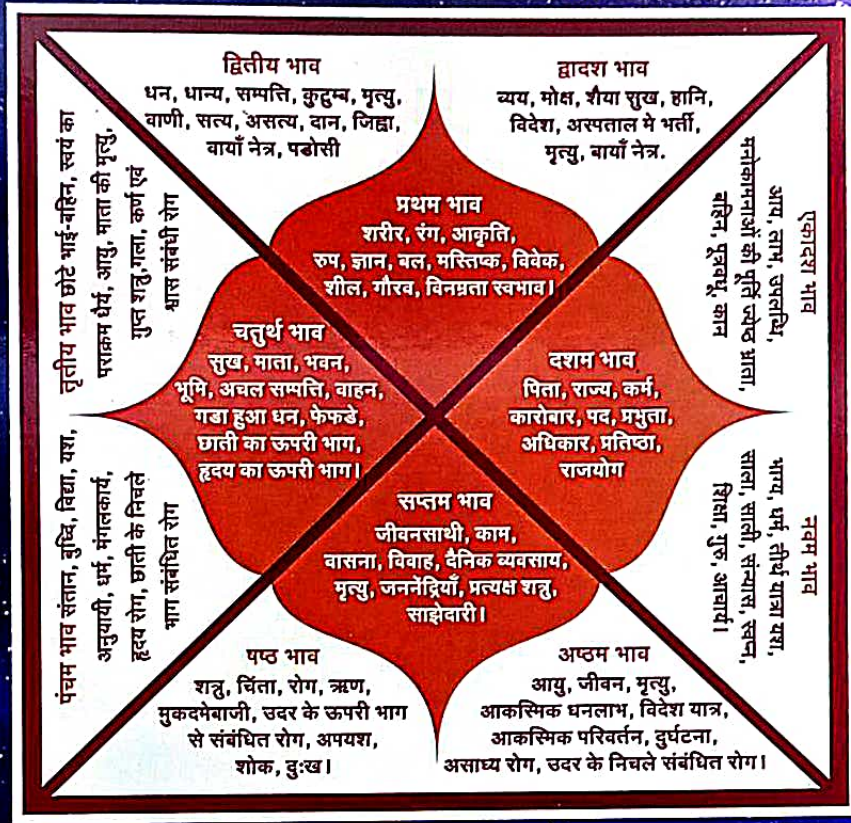 द्वितीय भाव
धन, धान्य, सम्पत्ति, कुटुम्ब, मृत्यु,
वाणी, सत्य, असत्य, दान, जिह्वा,
वायाँ नेत्र, पडोसी
द्वादश भाव
व्यय, मोक्ष, शैया सुख, हानि,
विदेश, अस्पताल मे भर्ती,
मृत्यु, बायाँ नेत्र.
प्रथम भाव
शरीर, रंग, आकृति,
रुप, ज्ञान, बल, मस्तिष्क, विवेक,
शील, गौरव, विनम्रता स्वभाव।
तृतीय भाव छोटे भाई-बहिन, स्वयं का
पराक्रम धैर्य, आयु, माता की मृत्यु,
गुप्त शत्रु, गला, कर्ण एवं
श्वास संबंधी रोग
एकादश भाव
आय, लाभ, उपलब्धि,
मनोकामनाओं की पूर्ति ज्येष्ठ भ्राता,
बहिन, पुत्रवधू, कान
चतुर्थ भाव
सुख, माता, भवन,
भूमि, अचल सम्पत्ति, वाहन,
गडा हुआ धन, फेफडे,
छाती का ऊपरी भाग,
हृदय का ऊपरी भाग।
दशम भाव
पिता, राज्य, कर्म,
कारोबार, पद, प्रभुता,
अधिकार, प्रतिष्ठा,
राजयोग
सप्तम भाव
जीवनसाथी, काम,
वासना, विवाह, दैनिक व्यवसाय,
मृत्यु, जननेंद्रियाँ, प्रत्यक्ष शत्रु,
साझेदारी।
पंचम भाव संतान, बुध्दि, विद्या, यश,
अनुयायी, धर्म, मंगलकार्य,
हृदय रोग, छाती के निचले
भाग संबंधित रोग
नवम भाव
भाग्य, धर्म, तीर्थ यात्रा यश,
साला, साली, संन्यास, स्वप्न,
शिक्षा, गुरु, आचार्य।
षष्ठ भाव
शत्रु, चिंता, रोग, ऋण,
मुकदमेबाजी, उदर के ऊपरी भाग
से संबंधित रोग, अपयश,
शोक, दुःख।
अष्ठम भाव
आयु, जीवन, मृत्यु,
आकस्मिक धनलाभ, विदेश यात्र,
आकस्मिक परिवर्तन, दुर्घटना,
असाध्य रोग, उदर के निचले संबंधित रोग।